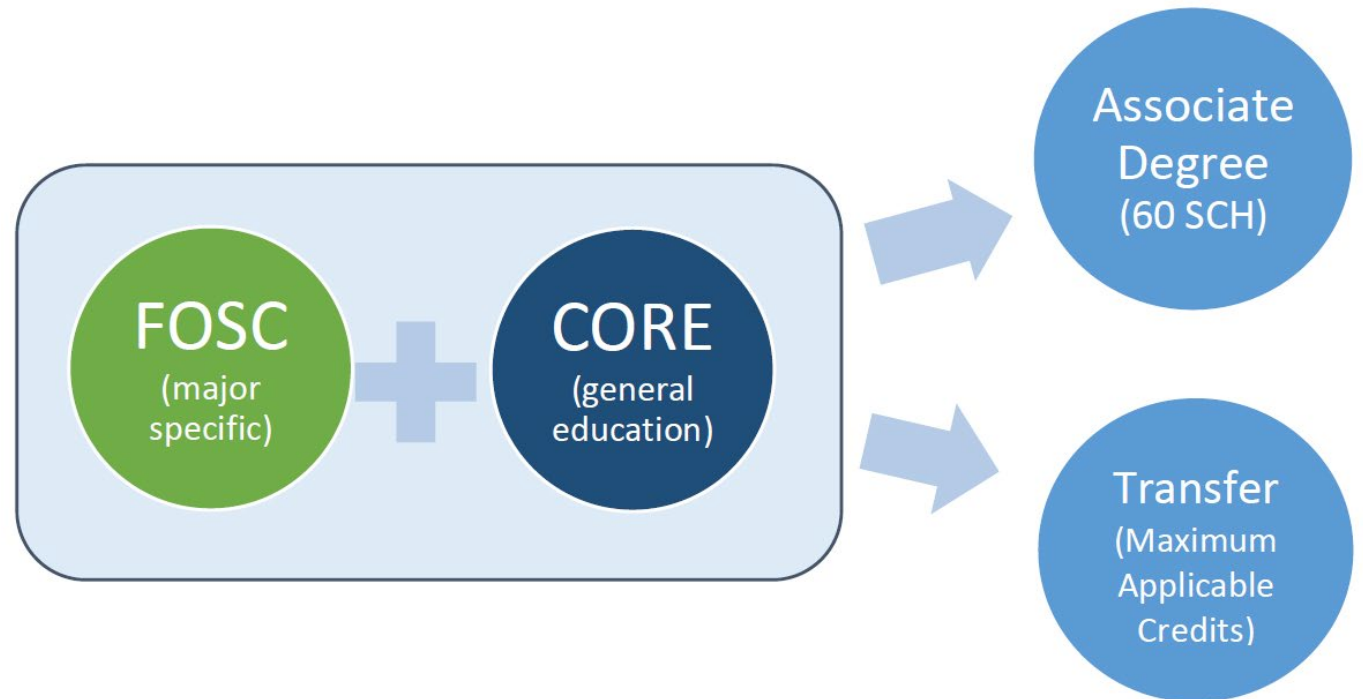 FOSC
(major
specific)
CORE
(general
education)
Associate
Degree
(60 SCH)
Transfer
(Maximum
Applicable
Credits)